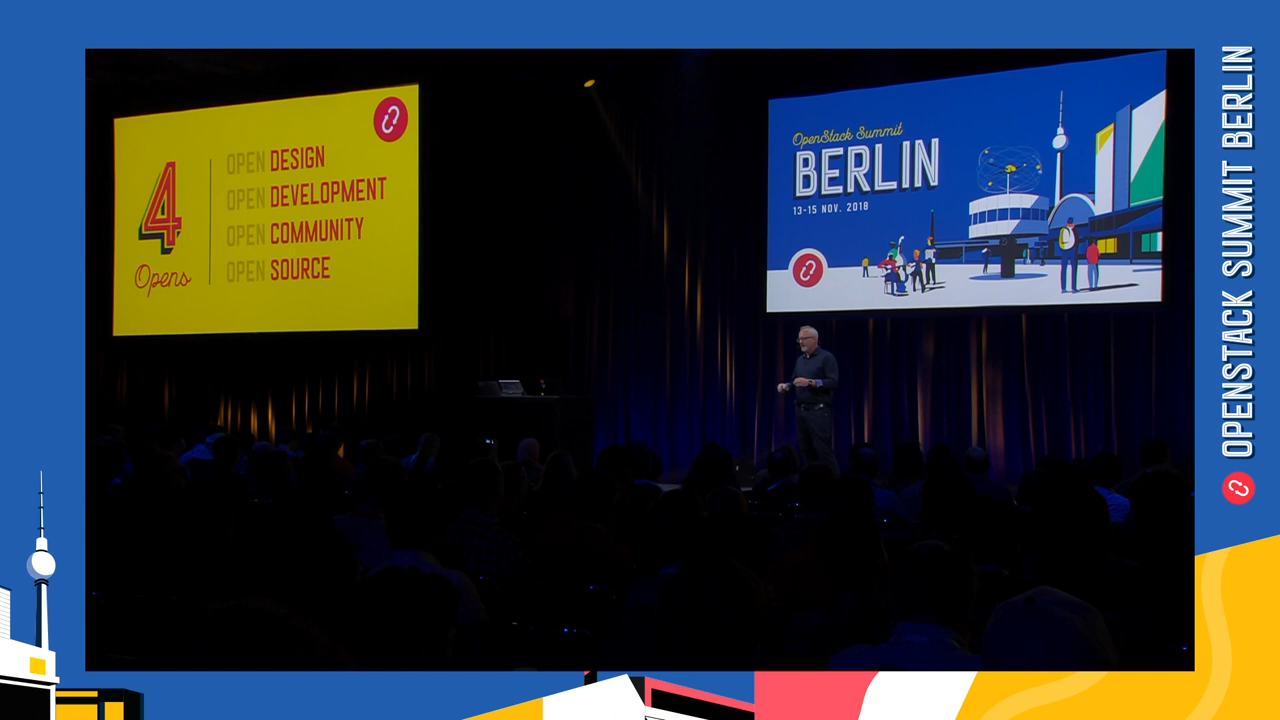 4
Opens
OPEN DESIGN
OPEN DEVELOPMENT
OPEN COMMUNITY
OPEN SOURCE
OpenStack Summit
BERLIN
13-15 NOV. 2018
OPENSTACK SUMMIT BERLIN